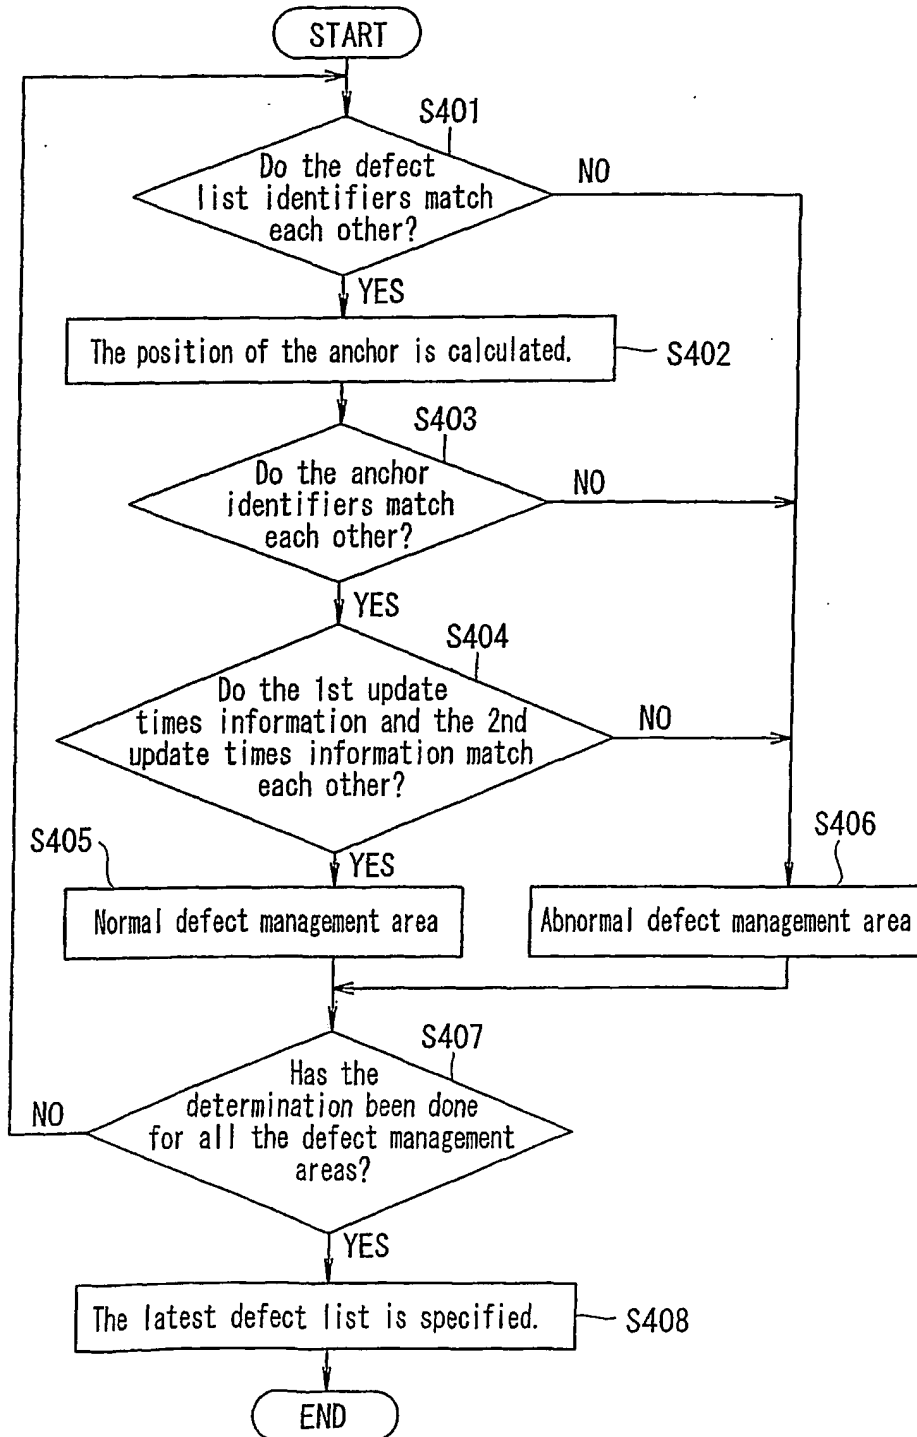 START
S401
Do the defect
list identifiers match
each other?
NO
YES
The position of the anchor is calculated.
S402
S403
Do the anchor
identifiers match
each other?
NO
YES
S404
Do the 1st update
times information and the 2nd
update times information match
each other?
NO
YES
S405
S406
Normal defect management area
Abnormal defect management area
S407
Has the
determination been done
for all the defect management
areas?
NO
YES
The latest defect list is specified.
S408
END